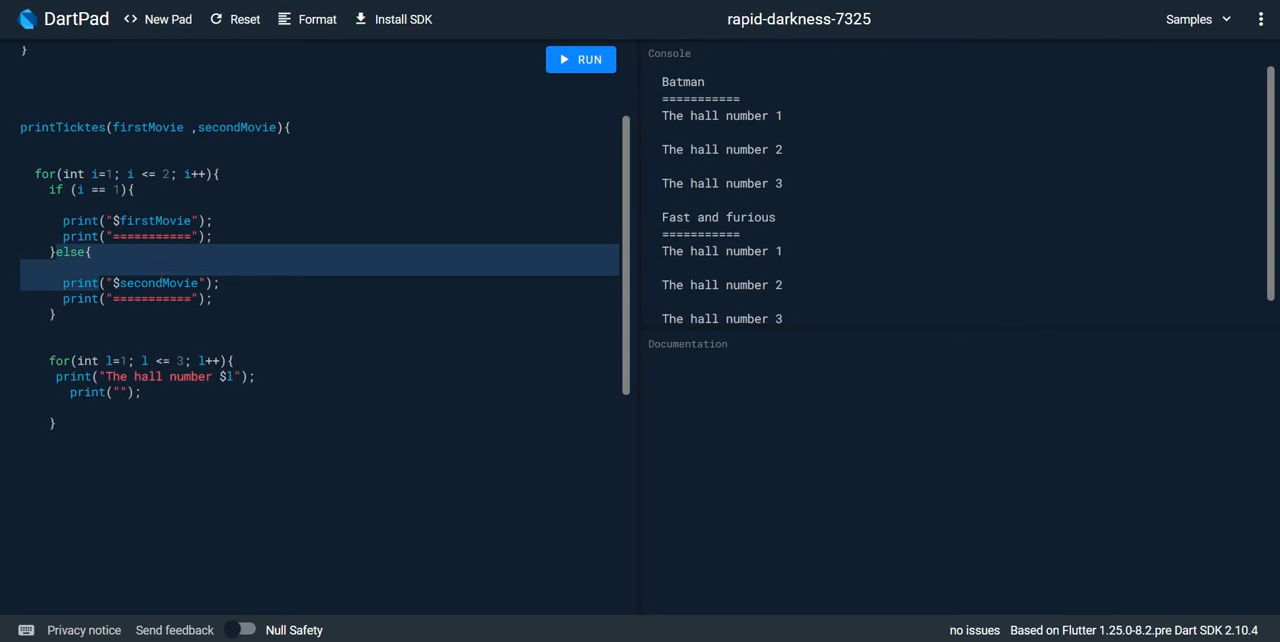 DartPad
New Pad
Reset
Format
Install SDK
rapid-darkness-7325
Samples
}
RUN
printTicktes(firstMovie ,secondMovie){
for(int i=1; i <= 2; i++){
if (i == 1){
print("$firstMovie");
print("===========");
}else{
print("$secondMovie");
print("===========");
}
for(int l=1; l <= 3; l++){
print("The hall number $l");
print("");
}
Console
Batman
===========
The hall number 1
The hall number 2
The hall number 3
Fast and furious
===========
The hall number 1
The hall number 2
The hall number 3
Documentation
Privacy notice
Send feedback
Null Safety
no issues
Based on Flutter 1.25.0-8.2.pre Dart SDK 2.10.4